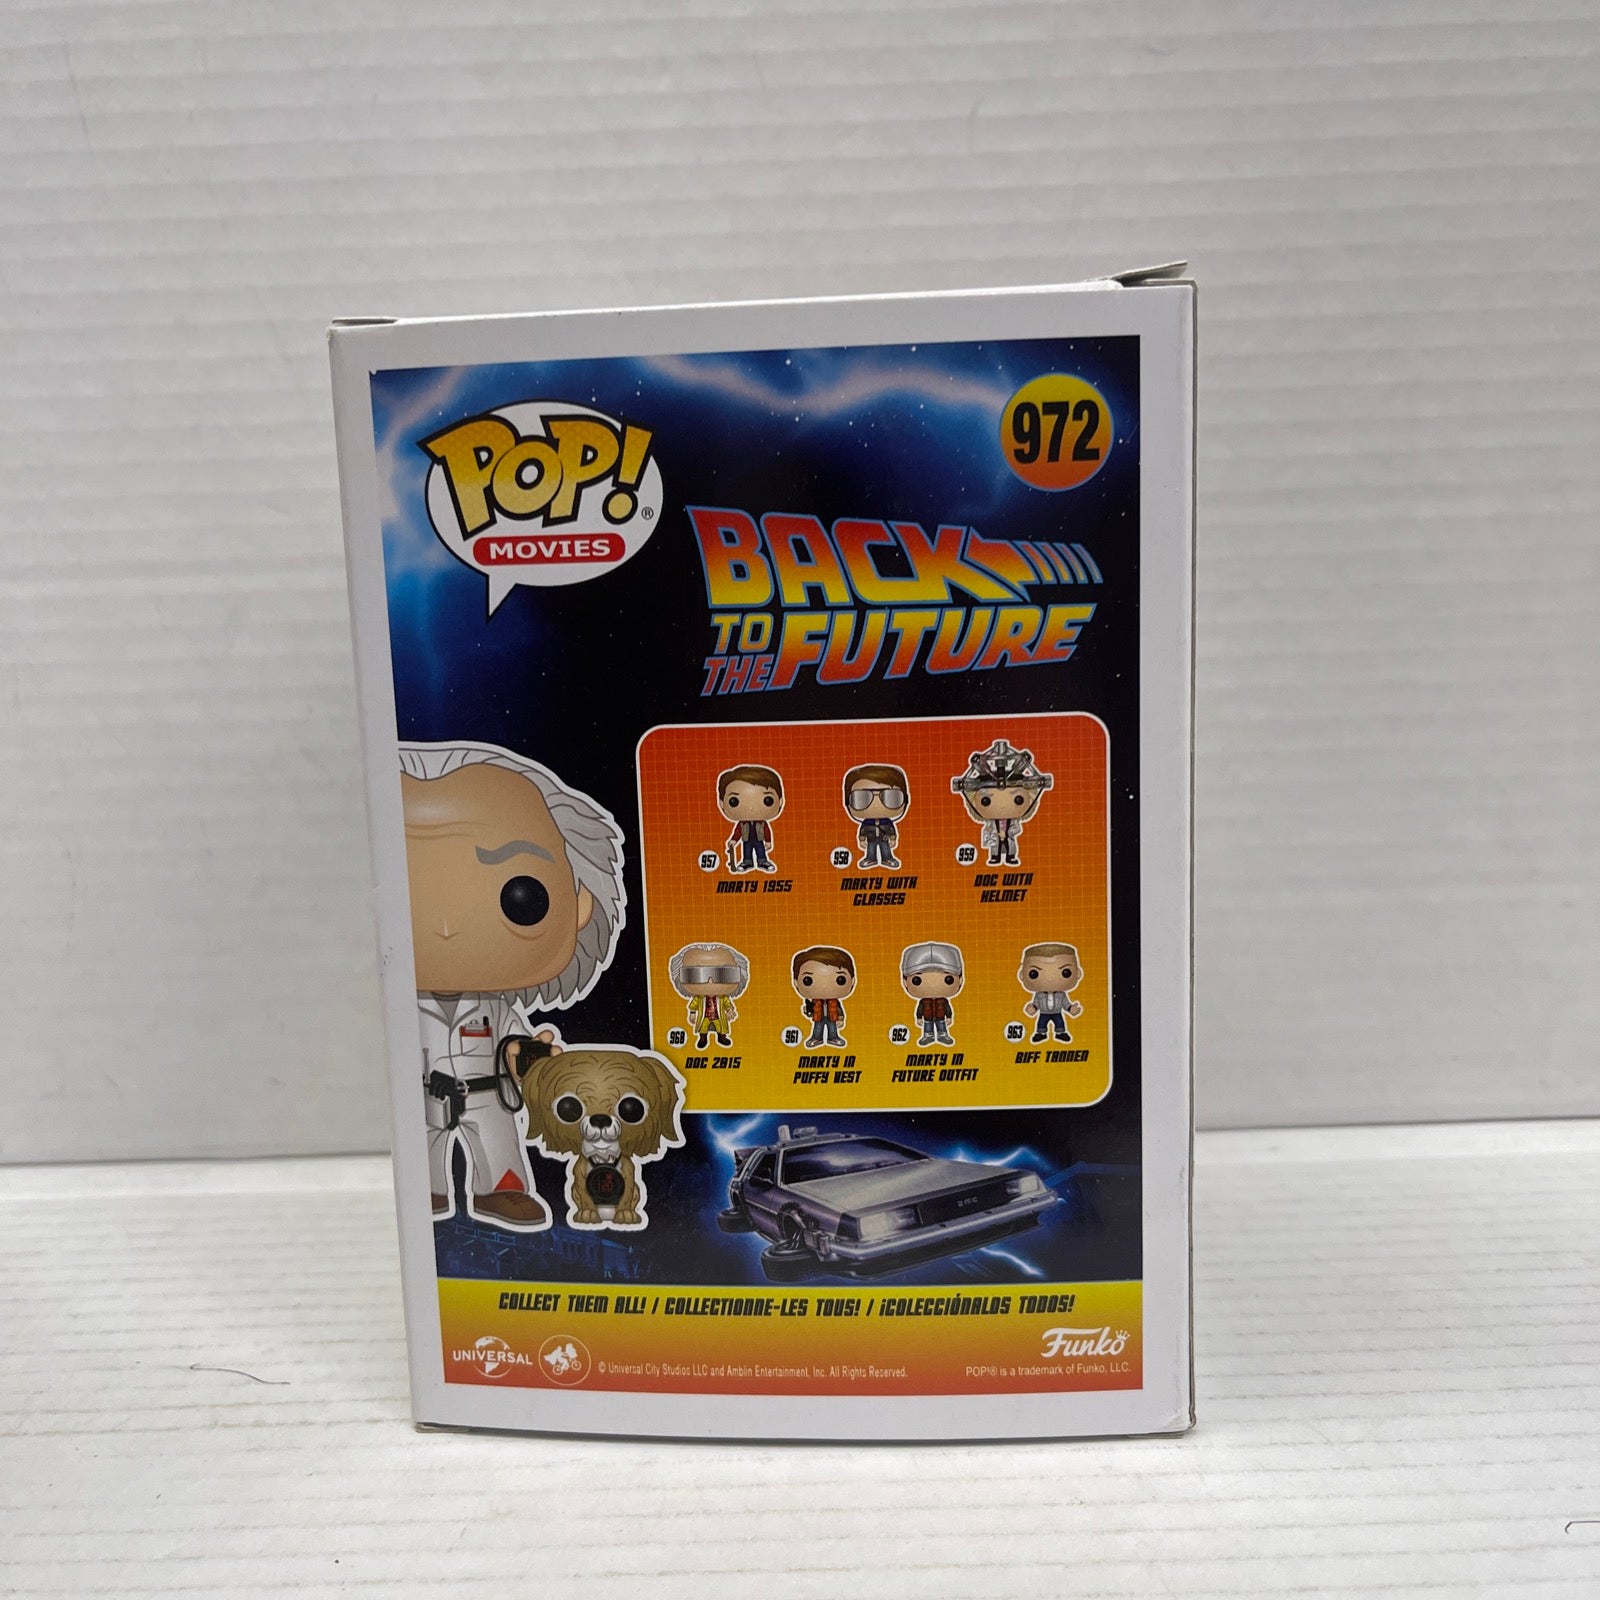 POP!®
MOVIES
972
BACK
TO
THE FUTURE
957
MARTY 1955
958
MARTY WITH
GLASSES
959
DOC WITH
HELMET
960
DOC 2015
961
MARTY IN
PUFFY VEST
962
MARTY IN
FUTURE OUTFIT
963
BIFF TANNEN
DMC
COLLECT THEM ALL! / COLLECTIONNE-LES TOUS! / ¡COLECCIÓNALOS TODOS!
UNIVERSAL
© Universal City Studios LLC and Amblin Entertainment, Inc. All Rights Reserved.
Funko
POP!® is a trademark of Funko, LLC.